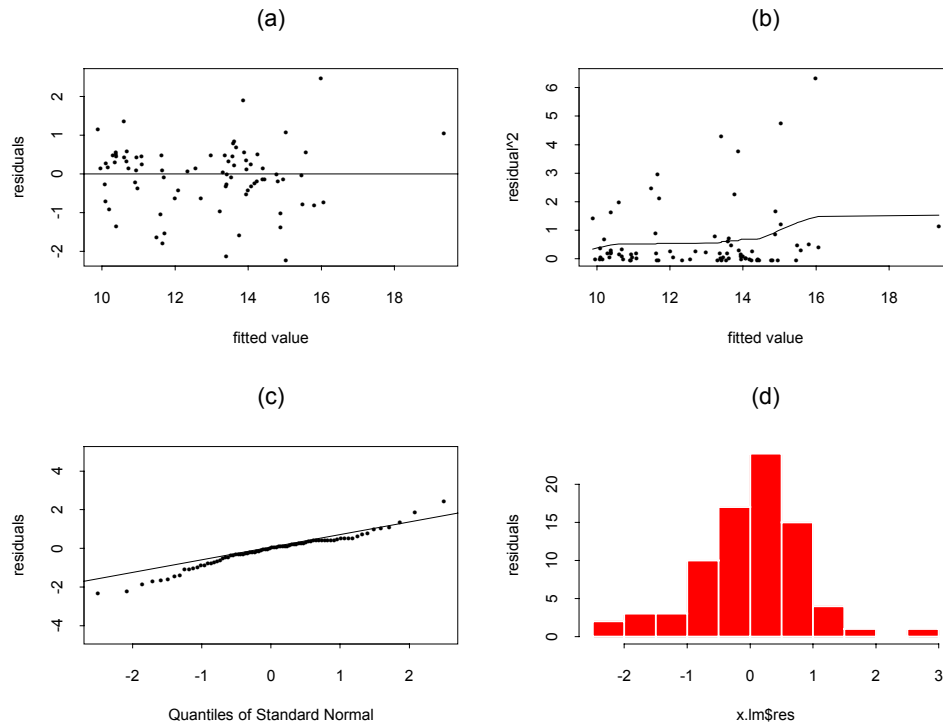 (a)
residuals
-2 -1 0 1 2
10 12 14 16 18
fitted value
(b)
residual^2
0 1 2 3 4 5 6
10 12 14 16 18
fitted value
(c)
residuals
-4 -2 0 2 4
-2 -1 0 1 2
Quantiles of Standard Normal
(d)
residuals
0 5 10 15 20
-2 -1 0 1 2 3
x.lm$res